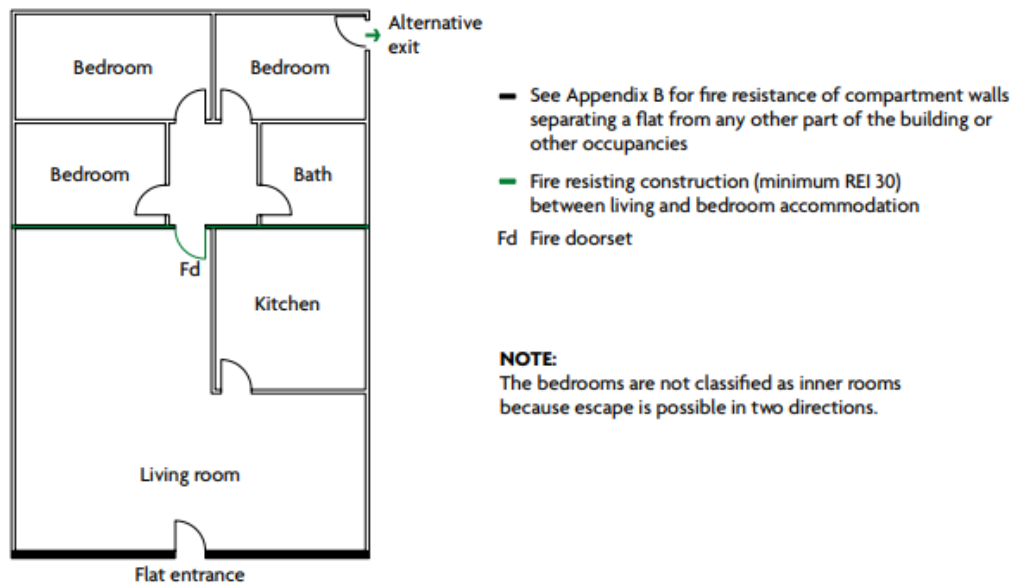 Alternative
exit
Bedroom
Bedroom
Bedroom
Bath
Fd
Kitchen
Living room
Flat entrance
See Appendix B for fire resistance of compartment walls
separating a flat from any other part of the building or
other occupancies
Fire resisting construction (minimum REI 30)
between living and bedroom accommodation
Fd Fire doorset
NOTE:
The bedrooms are not classified as inner rooms
because escape is possible in two directions.